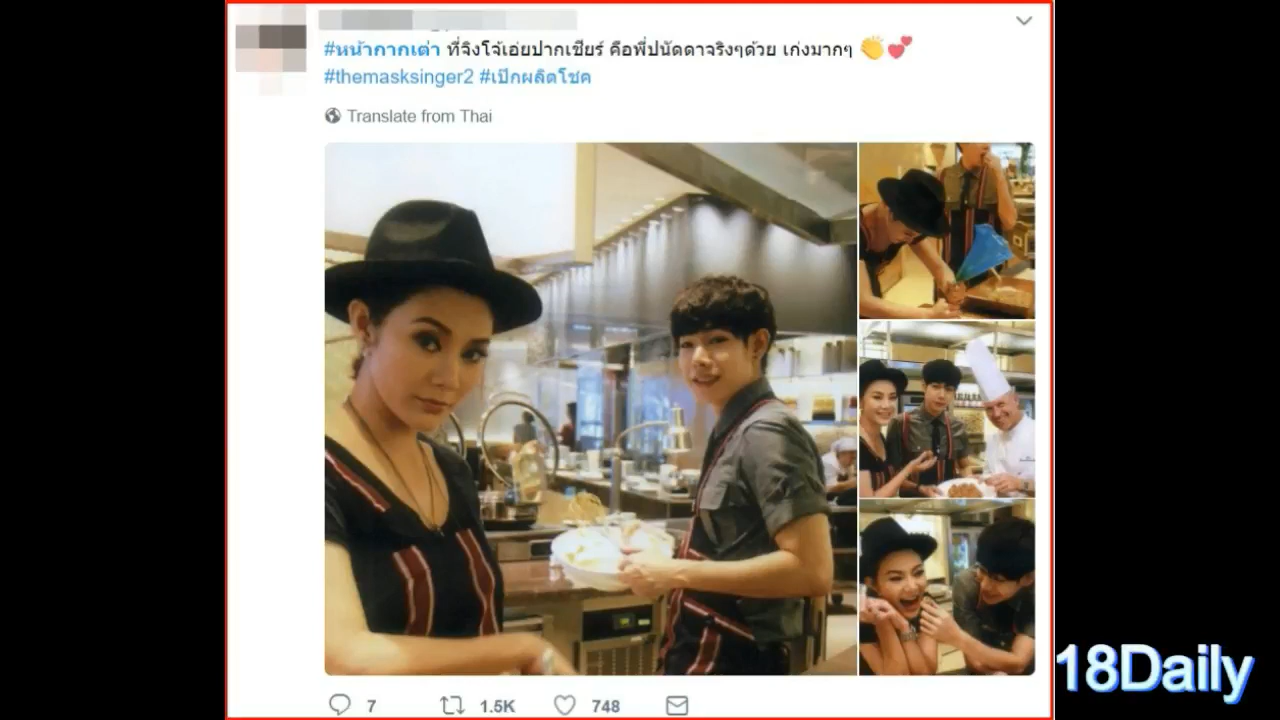 #หน้ากากเต่า ที่จิงโจ้เอ่ยปากเชียร์ คือพี่ปนัดดาจริงๆด้วย เก่งมากๆ 👏💕
#themasksinger2 #เป๊กผลิตโชค
Translate from Thai
7 1.5K 748
18Daily